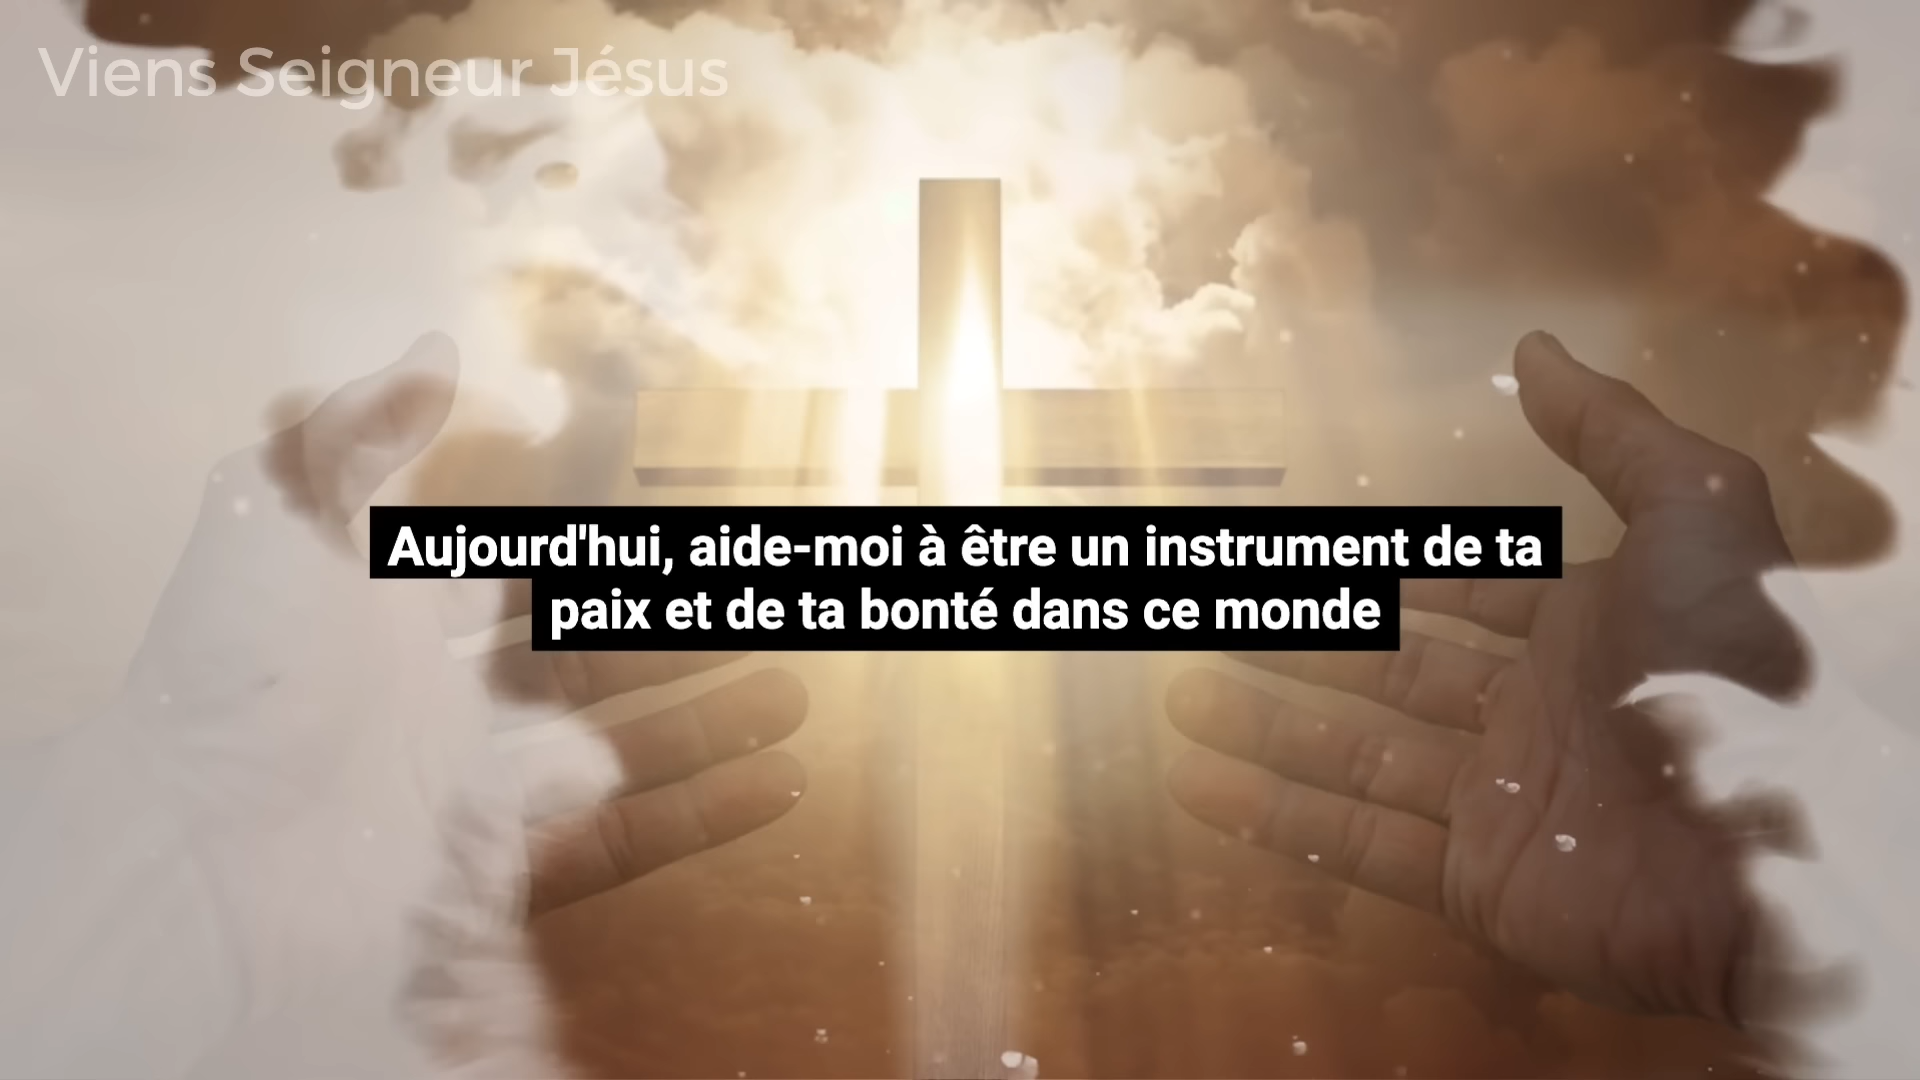 Viens Seigneur Jésus
Aujourd'hui, aide-moi à être un instrument de ta
paix et de ta bonté dans ce monde